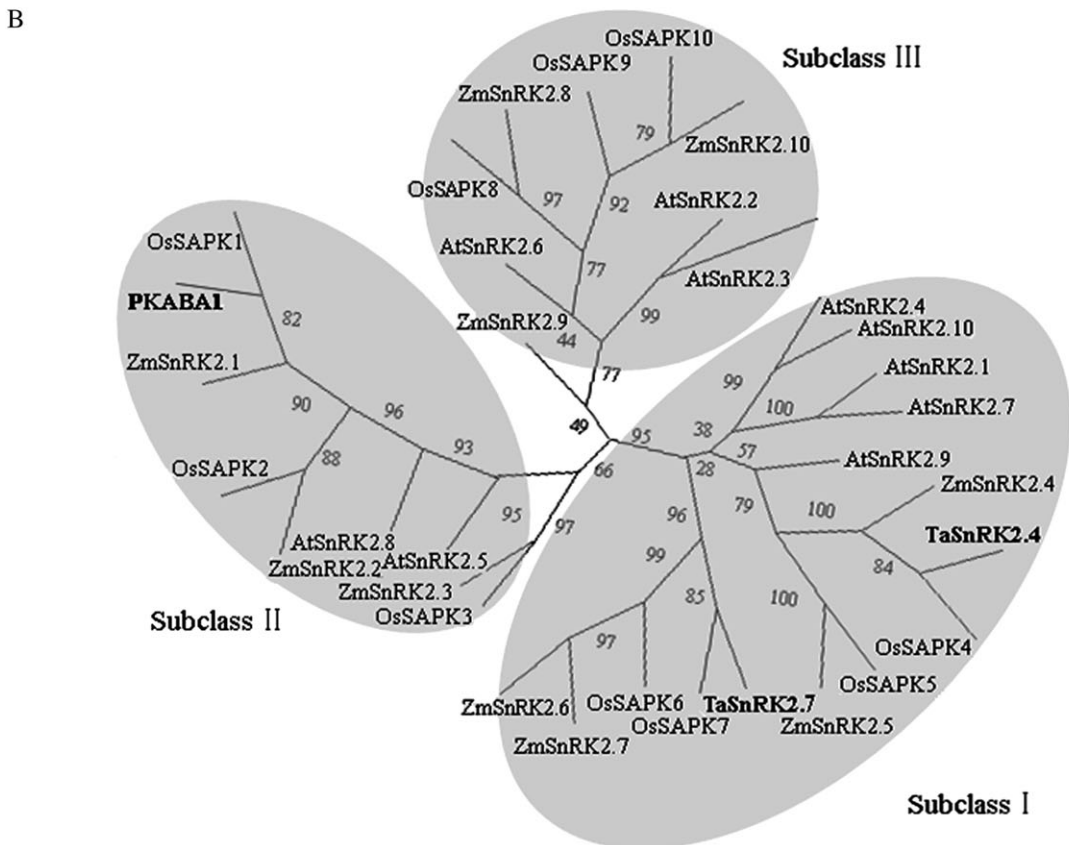 B
OsSAPK10
Subclass III
OsSAPK9
ZmSnRK2.8
79
ZmSnRK2.10
OsSAPK8
97
92
AtSnRK2.2
AtSnRK2.6
OsSAPK1
77
AtSnRK2.3
PKABA1
99
AtSnRK2.4
82
ZmSnRK2.9
44
AtSnRK2.10
ZmSnRK2.1
77
99
AtSnRK2.1
90
96
100
AtSnRK2.7
49
95
38
93
57
AtSnRK2.9
OsSAPK2
88
66
28
ZmSnRK2.4
79
100
95
97
96
TaSnRK2.4
AtSnRK2.8
99
AtSnRK2.5
84
ZmSnRK2.2
ZmSnRK2.3
85
100
OsSAPK3
Subclass II
97
OsSAPK4
OsSAPK5
ZmSnRK2.6
OsSAPK6
TaSnRK2.7
OsSAPK7
ZmSnRK2.5
ZmSnRK2.7
Subclass I